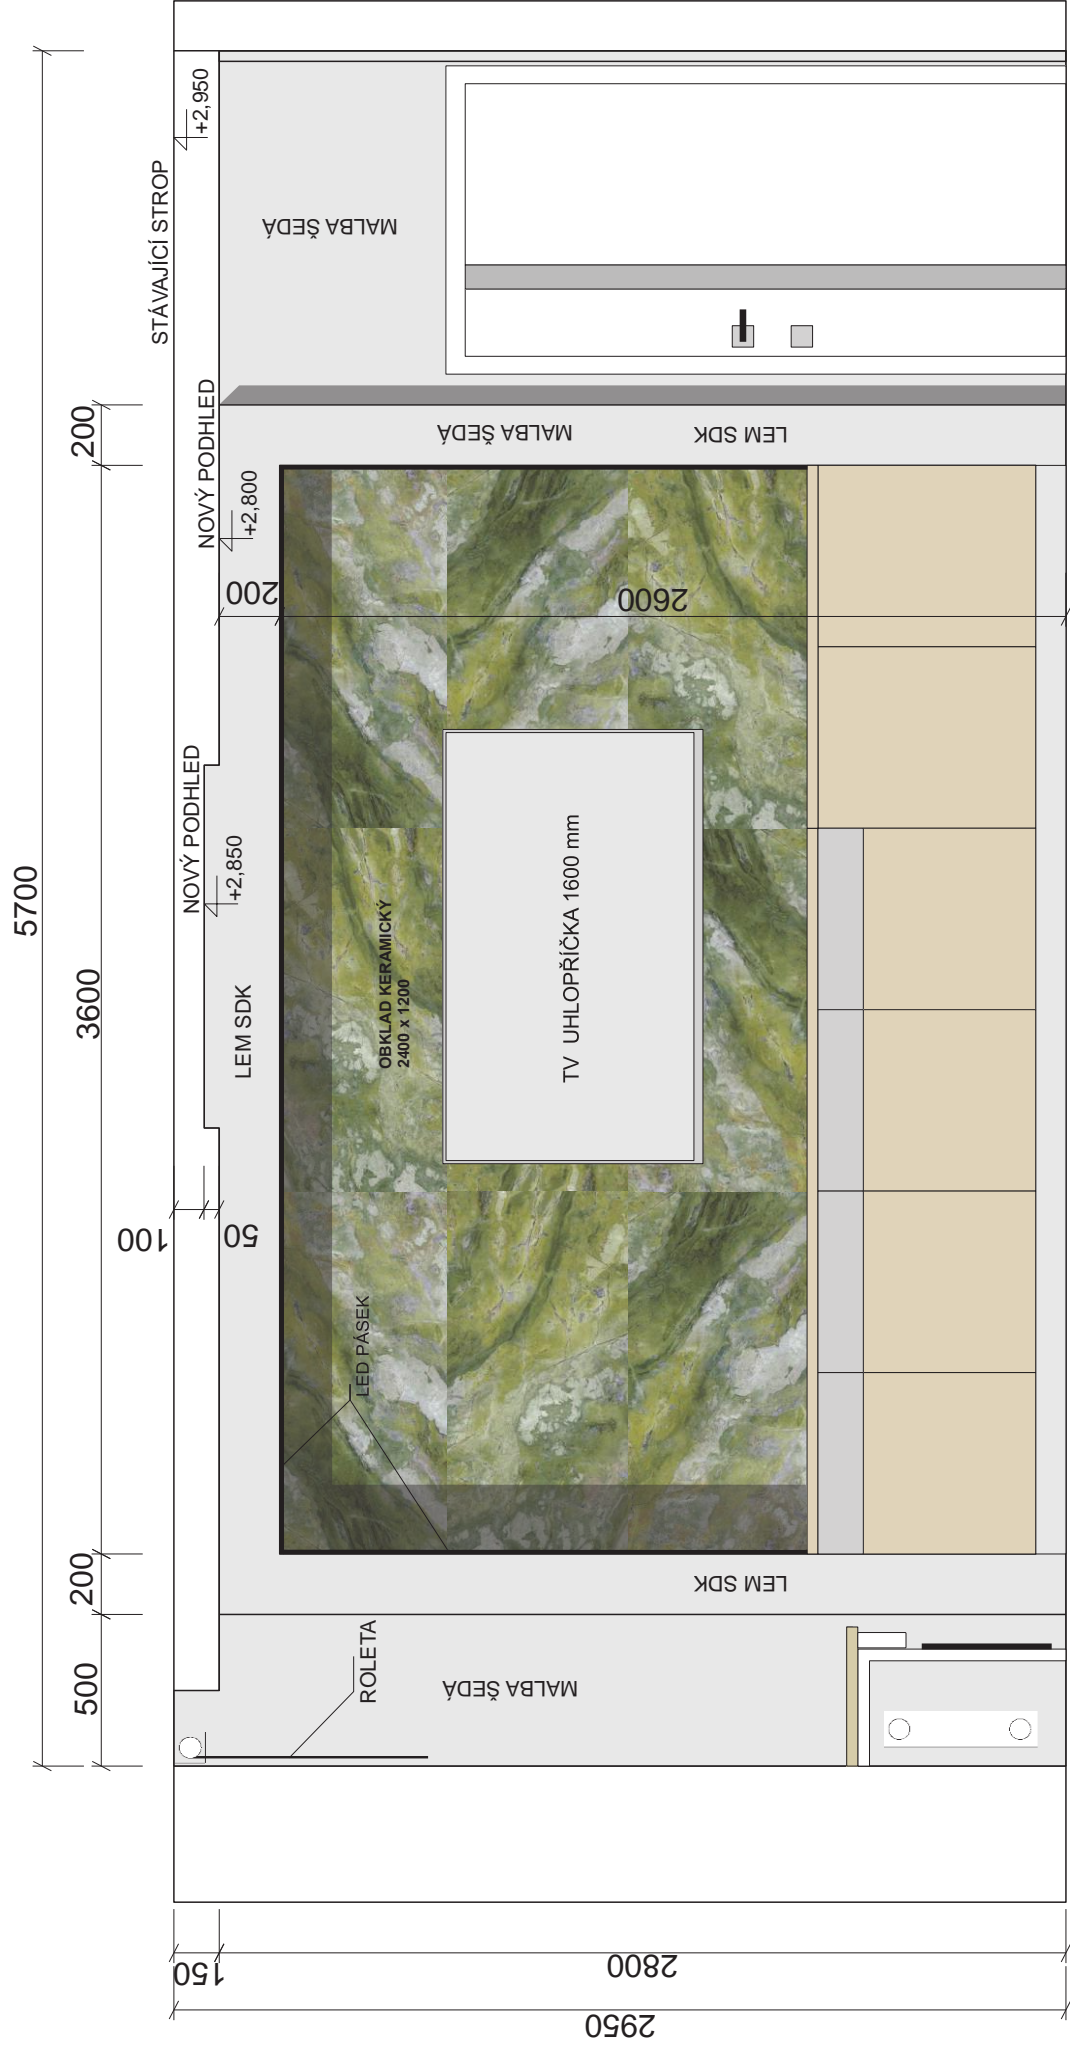 5700
3600
200
200
500
STÁVAJÍCÍ STROP
+2,950
NOVÝ PODHLED
+2,800
NOVÝ PODHLED
+2,850
LEM SDK
100
50
200
2600
MALBA ŠEDÁ
MALBA ŠEDÁ
LEM SDK
OBKLAD KERAMICKÝ
2400 x 1200
TV UHLOPŘÍČKA 1600 mm
LED PÁSEK
LEM SDK
ROLETA
MALBA ŠEDÁ
150
2800
2950